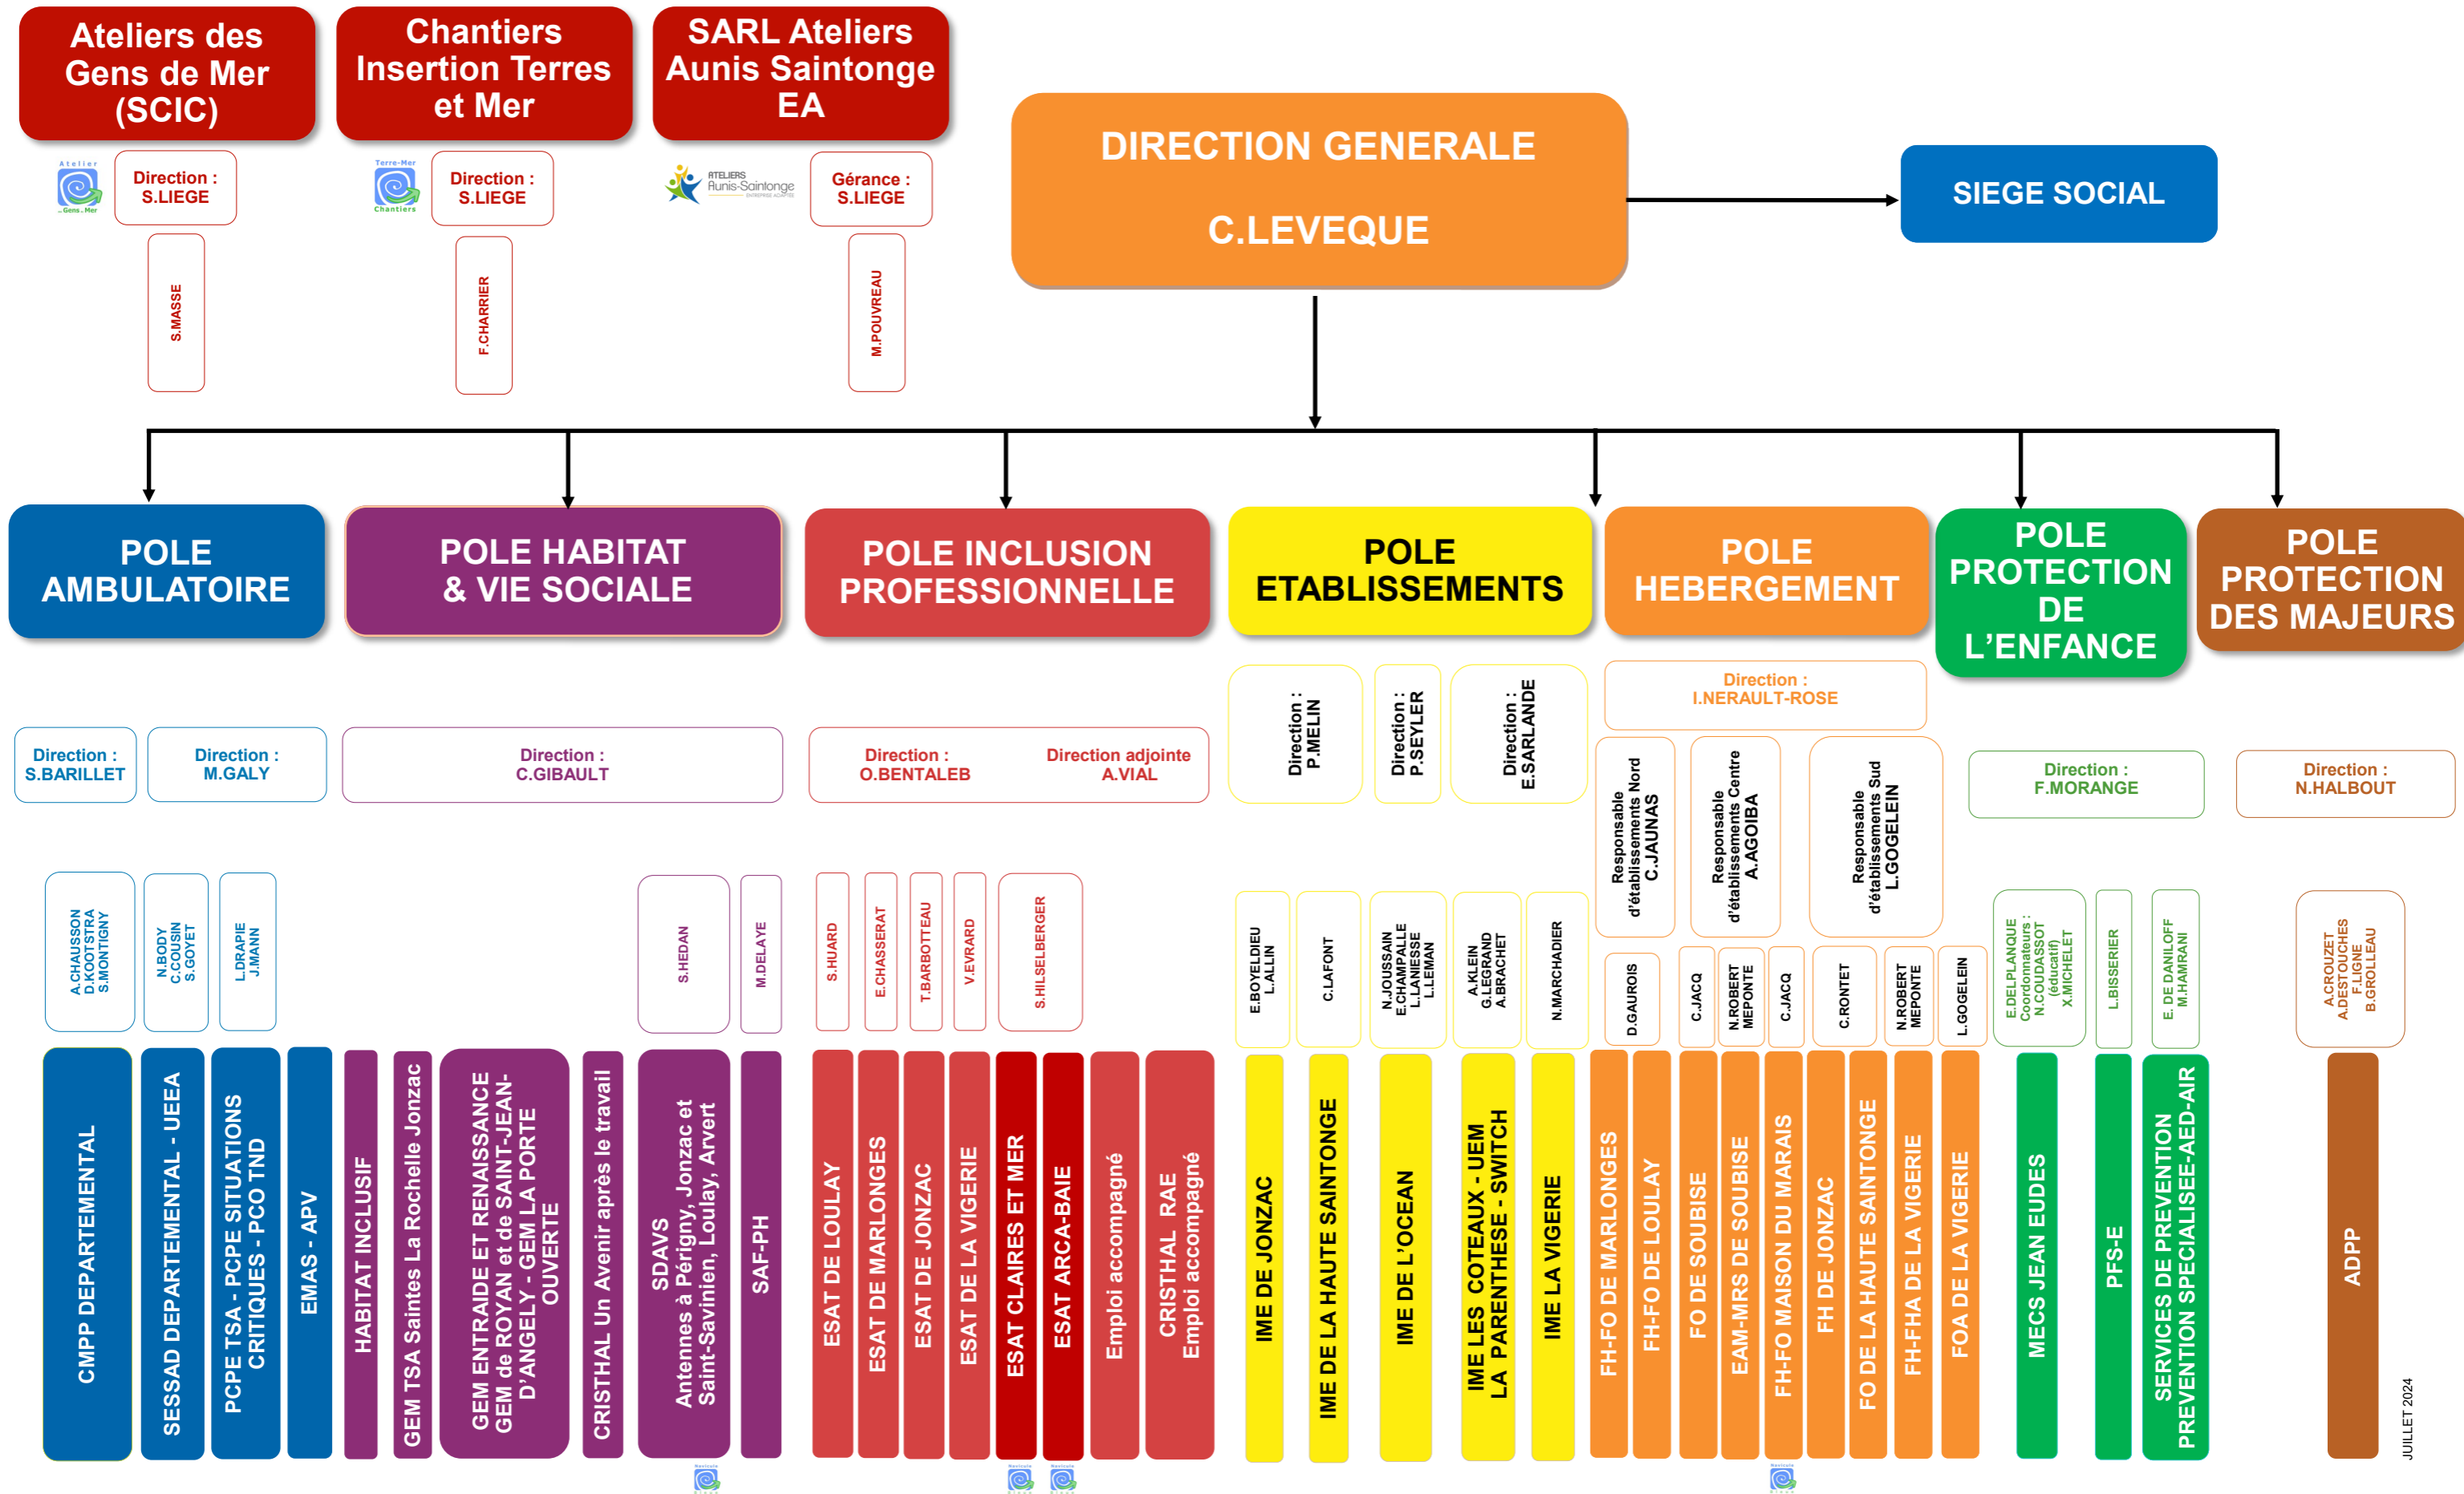 Ateliers des
Gens de Mer
(SCIC)
Chantiers
Insertion Terres
et Mer
SARL Ateliers
Aunis Saintonge
EA
DIRECTION GENERALE
C.LEVEQUE
SIEGE SOCIAL
Atelier
Gens de Mer
Direction :
S.LIEGE
Terre-Mer
Chantiers
Direction :
S.LIEGE
ATELIERS
Aunis-Saintonge
ENTREPRISE ADAPTÉE
Gérance :
S.LIEGE
S.MASSE
F.CHARRIER
M.POUVREAU
POLE
AMBULATOIRE
POLE HABITAT
& VIE SOCIALE
POLE INCLUSION
PROFESSIONNELLE
POLE
ETABLISSEMENTS
POLE
HEBERGEMENT
POLE
PROTECTION
DE
L’ENFANCE
POLE
PROTECTION
DES MAJEURS
Direction :
S.BARILLET
Direction :
M.GALY
Direction :
C.GIBAULT
Direction :
O.BENTALEB
Direction adjointe
A.VIAL
Direction :
P.MELIN
Direction :
P.SEYLER
Direction :
E.SARLANDE
Direction :
I.NERAULT-ROSE
Responsable
d’établissements Nord
C.JAUNAS
Responsable
d’établissements Centre
A.AGOIBA
Responsable
d’établissements Sud
L.GOGELEIN
Direction :
F.MORANGE
Direction :
N.HALBOUT
A.CHAUSSON
D.KOOTSTRA
S.MONTIGNY
N.BODY
C.COUSIN
S.GOYET
L.DRAPIE
J.MANN
S.HEDAN
M.DELAYE
S.HUARD
E.CHASSERAT
T.BARBOTTEAU
V.EVRARD
S.HILSELBERGER
E.BOYELDIEU
L.ALLIN
C.LAFONT
N.JOUSSAIN
E.CHAMPALLE
L.LANIESSE
L.LEMAN
A.KLEIN
G.LEGRAND
A.BRACHET
N.MARCHADIER
D.GAUROIS
C.JACQ
N.ROBERT
MEPONTE
C.JACQ
C.RONTET
N.ROBERT
MEPONTE
L.GOGELEIN
E.DELPLANQUE
Coordonnateurs :
N.COUDASSOT
(éducatif)
X.MICHELET
L.BISSERIER
E. DE DANILOFF
M.HAMRANI
A.CROUZET
A.DESTOUCHES
F.LIGNE
B.GROLLEAU
CMPP DEPARTEMENTAL
SESSAD DEPARTEMENTAL - UEEA
PCPE TSA - PCPE SITUATIONS
CRITIQUES - PCO TND
EMAS - APV
HABITAT INCLUSIF
GEM TSA Saintes La Rochelle Jonzac
GEM ENTRAIDE ET RENAISSANCE
GEM de ROYAN et de SAINT-JEAN-
D’ANGELY - GEM LA PORTE
OUVERTE
CRISTHAL Un Avenir après le travail
SDAVS
Antennes à Périgny, Jonzac et
Saint-Savinien, Loulay, Arvert
SAF-PH
ESAT DE LOULAY
ESAT DE MARLONGES
ESAT DE JONZAC
ESAT DE LA VIGERIE
ESAT CLAIRES ET MER
ESAT ARCA-BAIE
Emploi accompagné
CRISTHAL RAE
Emploi accompagné
IME DE JONZAC
IME DE LA HAUTE SAINTONGE
IME DE L’OCEAN
IME LES COTEAUX - UEM
LA PARENTHESE - SWITCH
IME LA VIGERIE
FH-FO DE MARLONGES
FH-FO DE LOULAY
FO DE SOUBISE
EAM-MRS DE SOUBISE
FH-FO MAISON DU MARAIS
FH DE JONZAC
FO DE LA HAUTE SAINTONGE
FH-FHA DE LA VIGERIE
FOA DE LA VIGERIE
MECS JEAN EUDES
PFS-E
SERVICES DE PREVENTION
PREVENTION SPECIALISEE-AED-AIR
ADPP
JUILLET 2024